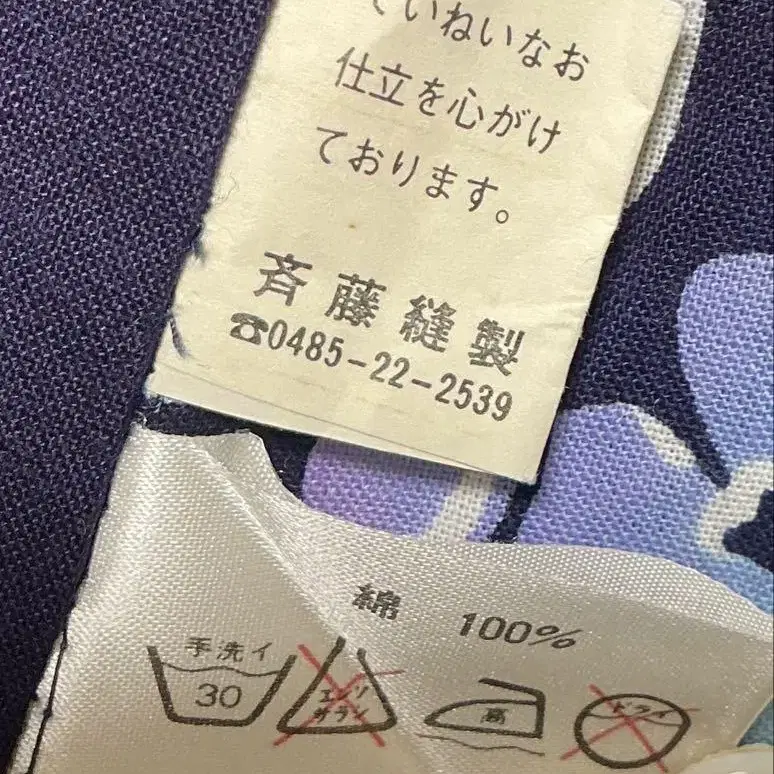 ていねいなお
仕立を心がけ
ております。
斉藤縫製
☎0485-22-2539
綿 100%
手洗イ
30
エンソ
サラシ
高
ドライ